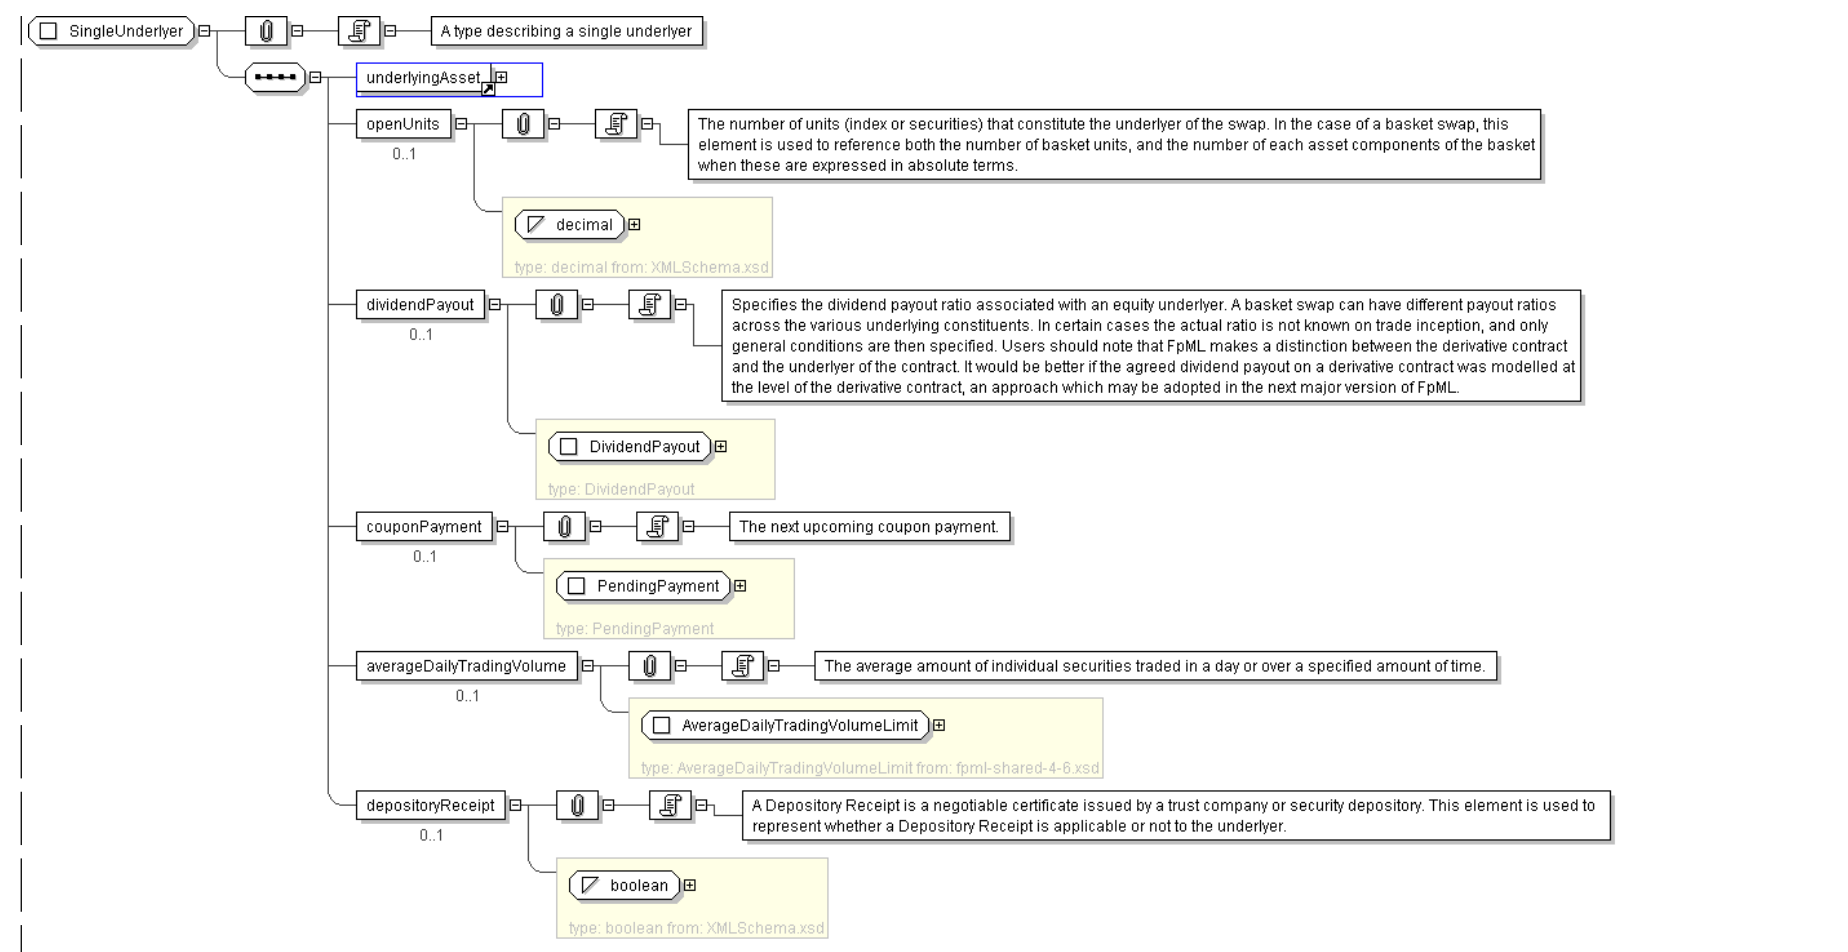 SingleUnderlyer
A type describing a single underlyer
underlyingAsset
openUnits
0..1
The number of units (index or securities) that constitute the underlyer of the swap. In the case of a basket swap, this
element is used to reference both the number of basket units, and the number of each asset components of the basket
when these are expressed in absolute terms.
decimal
type: decimal from: XMLSchema.xsd
dividendPayout
0..1
Specifies the dividend payout ratio associated with an equity underlyer. A basket swap can have different payout ratios
across the various underlying constituents. In certain cases the actual ratio is not known on trade inception, and only
general conditions are then specified. Users should note that FpML makes a distinction between the derivative contract
and the underlyer of the contract. It would be better if the agreed dividend payout on a derivative contract was modelled at
the level of the derivative contract, an approach which may be adopted in the next major version of FpML.
DividendPayout
type: DividendPayout
couponPayment
0..1
The next upcoming coupon payment.
PendingPayment
type: PendingPayment
averageDailyTradingVolume
0..1
The average amount of individual securities traded in a day or over a specified amount of time.
AverageDailyTradingVolumeLimit
type: AverageDailyTradingVolumeLimit from: fpml-shared-4-6.xsd
depositoryReceipt
0..1
A Depository Receipt is a negotiable certificate issued by a trust company or security depository. This element is used to
represent whether a Depository Receipt is applicable or not to the underlyer.
boolean
type: boolean from: XMLSchema.xsd